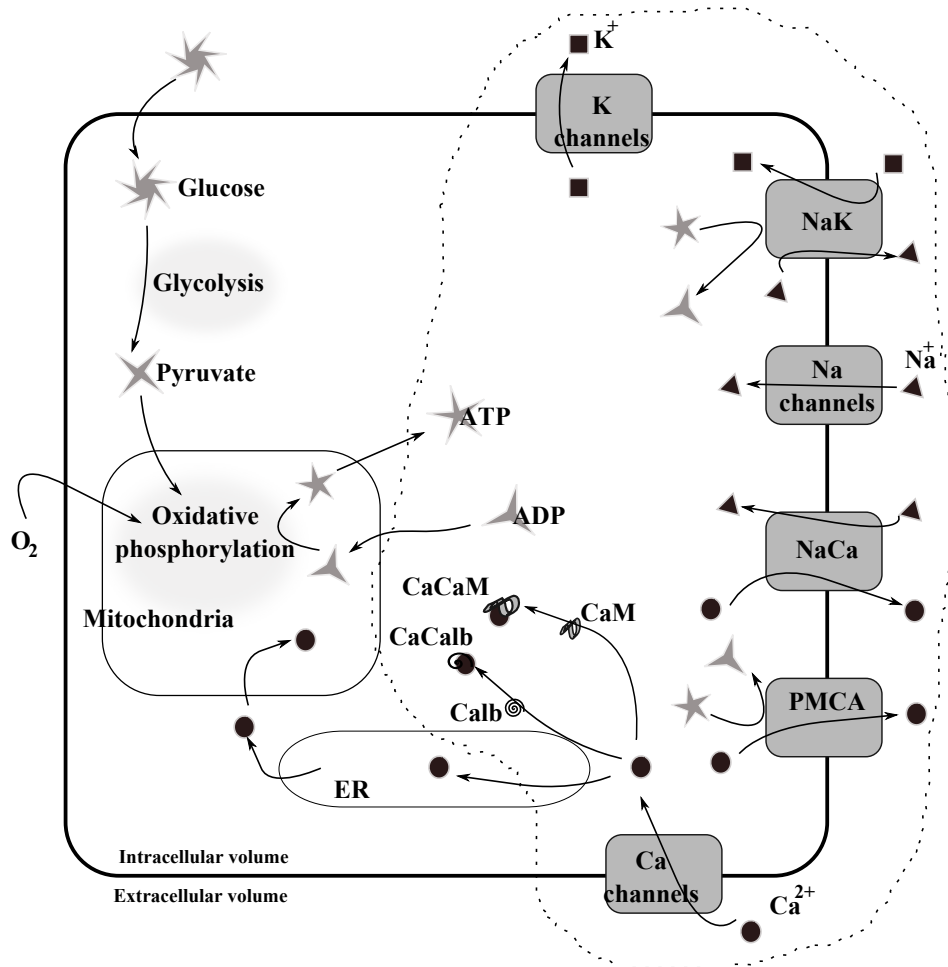 K+
K
channels
Glucose
NaK
Glycolysis
Na+
Na
channels
Pyruvate
ATP
ADP
Oxidative
phosphorylation
O2
NaCa
Mitochondria
CaCaM
CaM
CaCalb
Calb
PMCA
ER
Intracellular volume
Extracellular volume
Ca
channels
Ca2+